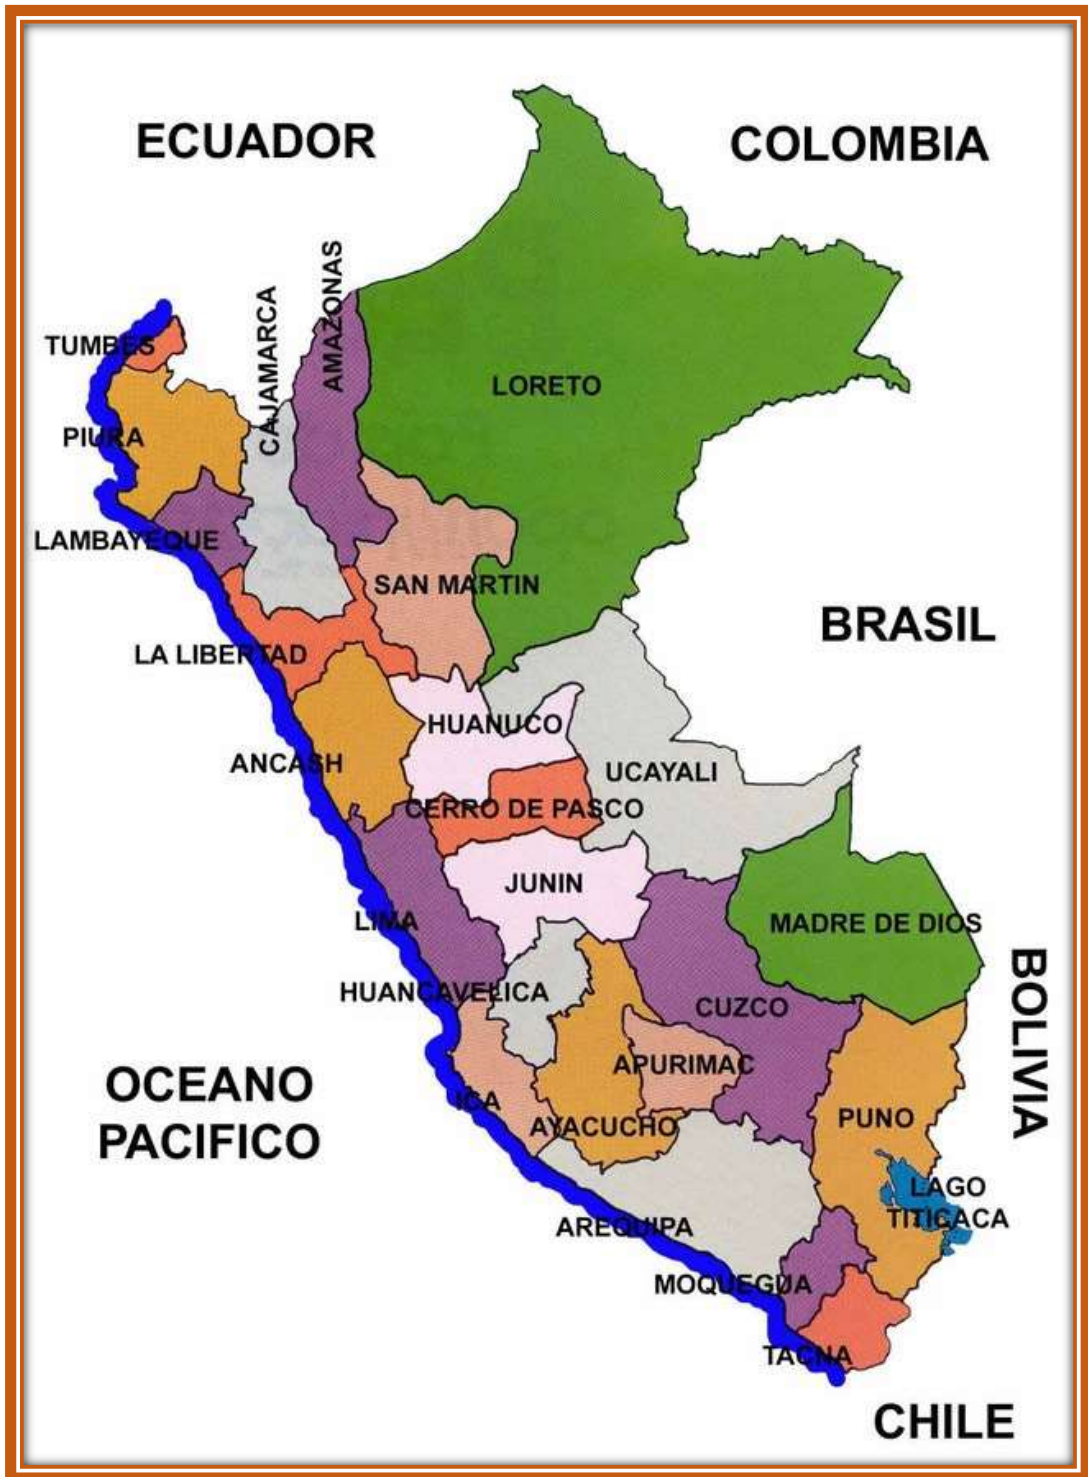 ECUADOR
COLOMBIA
AMAZONAS
CAJAMARCA
TUMBES
LORETO
PIURA
LAMBAYEQUE
SAN MARTIN
BRASIL
LA LIBERTAD
HUANUCO
ANCASH
UCAYALI
CERRO DE PASCO
JUNIN
LIMA
MADRE DE DIOS
HUANCAVELICA
CUZCO
BOLIVIA
APURIMAC
OCEANO
PACIFICO
ICA
AYACUCHO
PUNO
LAGO
TITICACA
AREQUIPA
MOQUEGUA
TACNA
CHILE